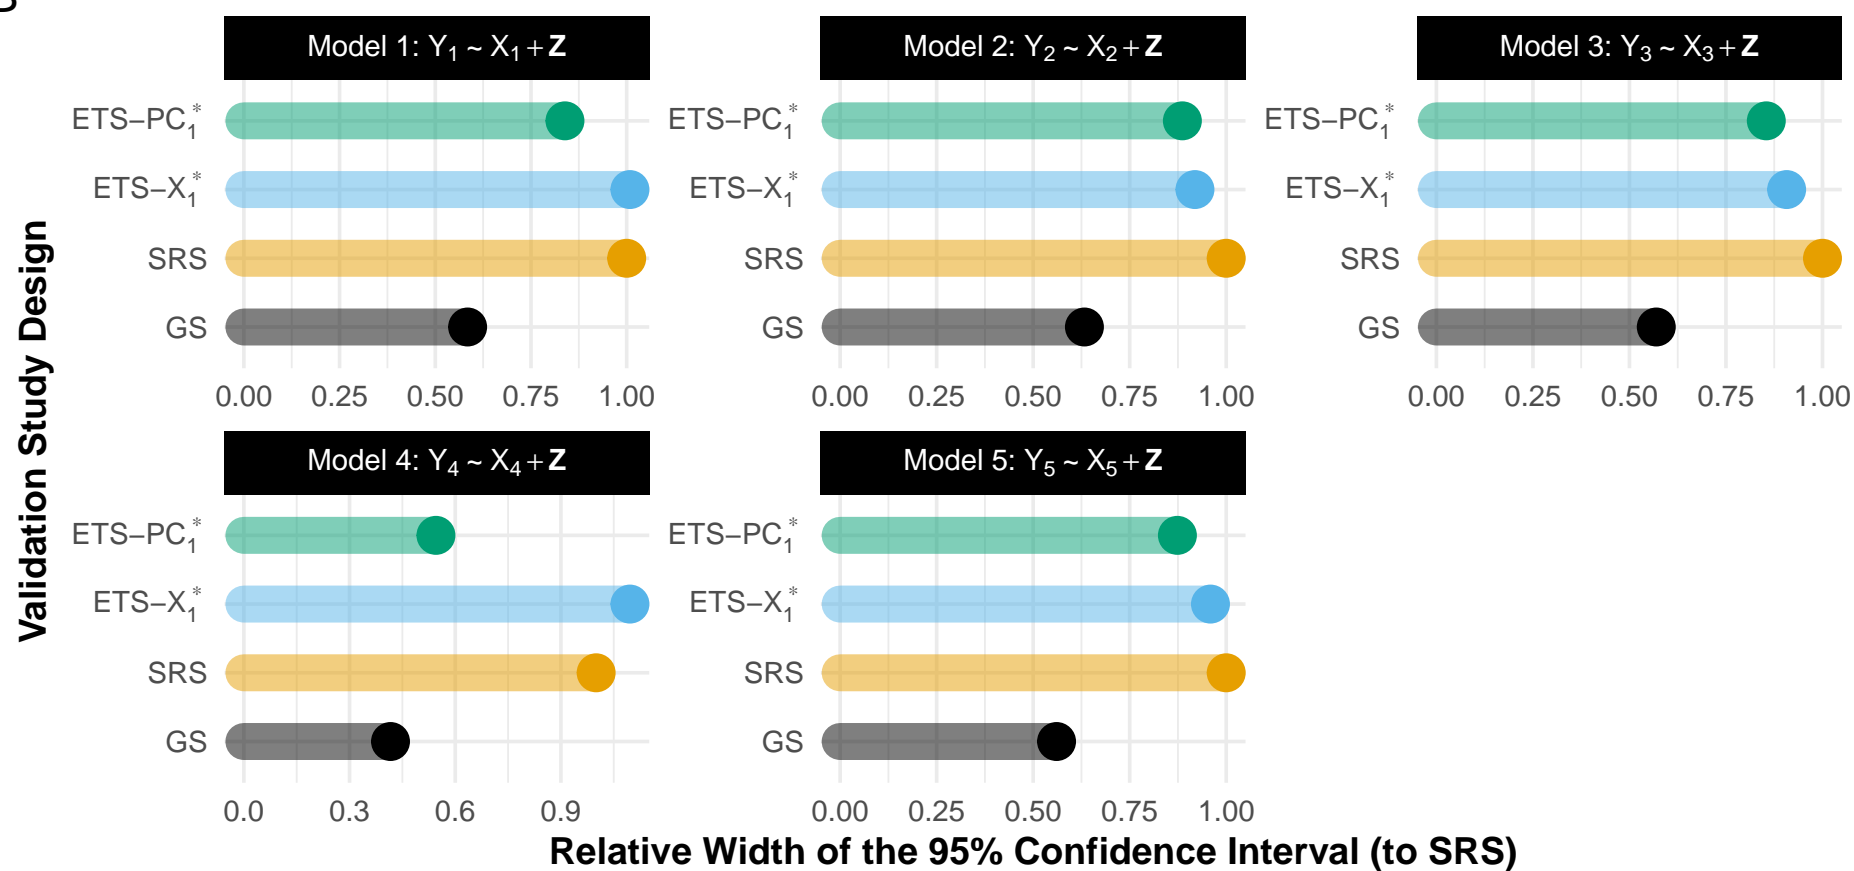 Model 1: Y₁ ~ X₁ + Z
Model 2: Y₂ ~ X₂ + Z
Model 3: Y₃ ~ X₃ + Z
ETS–PC₁*
ETS–X₁*
SRS
GS
0.00 0.25 0.50 0.75 1.00
ETS–PC₁*
ETS–X₁*
SRS
GS
0.00 0.25 0.50 0.75 1.00
ETS–PC₁*
ETS–X₁*
SRS
GS
0.00 0.25 0.50 0.75 1.00
Model 4: Y₄ ~ X₄ + Z
Model 5: Y₅ ~ X₅ + Z
ETS–PC₁*
ETS–X₁*
SRS
GS
0.0 0.3 0.6 0.9
ETS–PC₁*
ETS–X₁*
SRS
GS
0.00 0.25 0.50 0.75 1.00
Validation Study Design
Relative Width of the 95% Confidence Interval (to SRS)